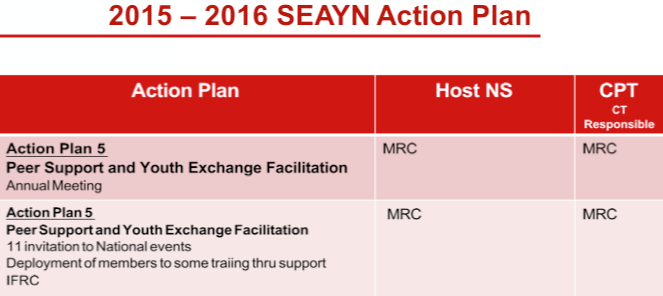 2015 – 2016 SEAYN Action Plan
Action Plan
Host NS
CPT
CT
Responsible
Action Plan 5
Peer Support and Youth Exchange Facilitation
Annual Meeting
MRC
MRC
Action Plan 5
Peer Support and Youth Exchange Facilitation
11 invitation to National events
Deployment of members to some traiing thru support
IFRC
MRC
MRC